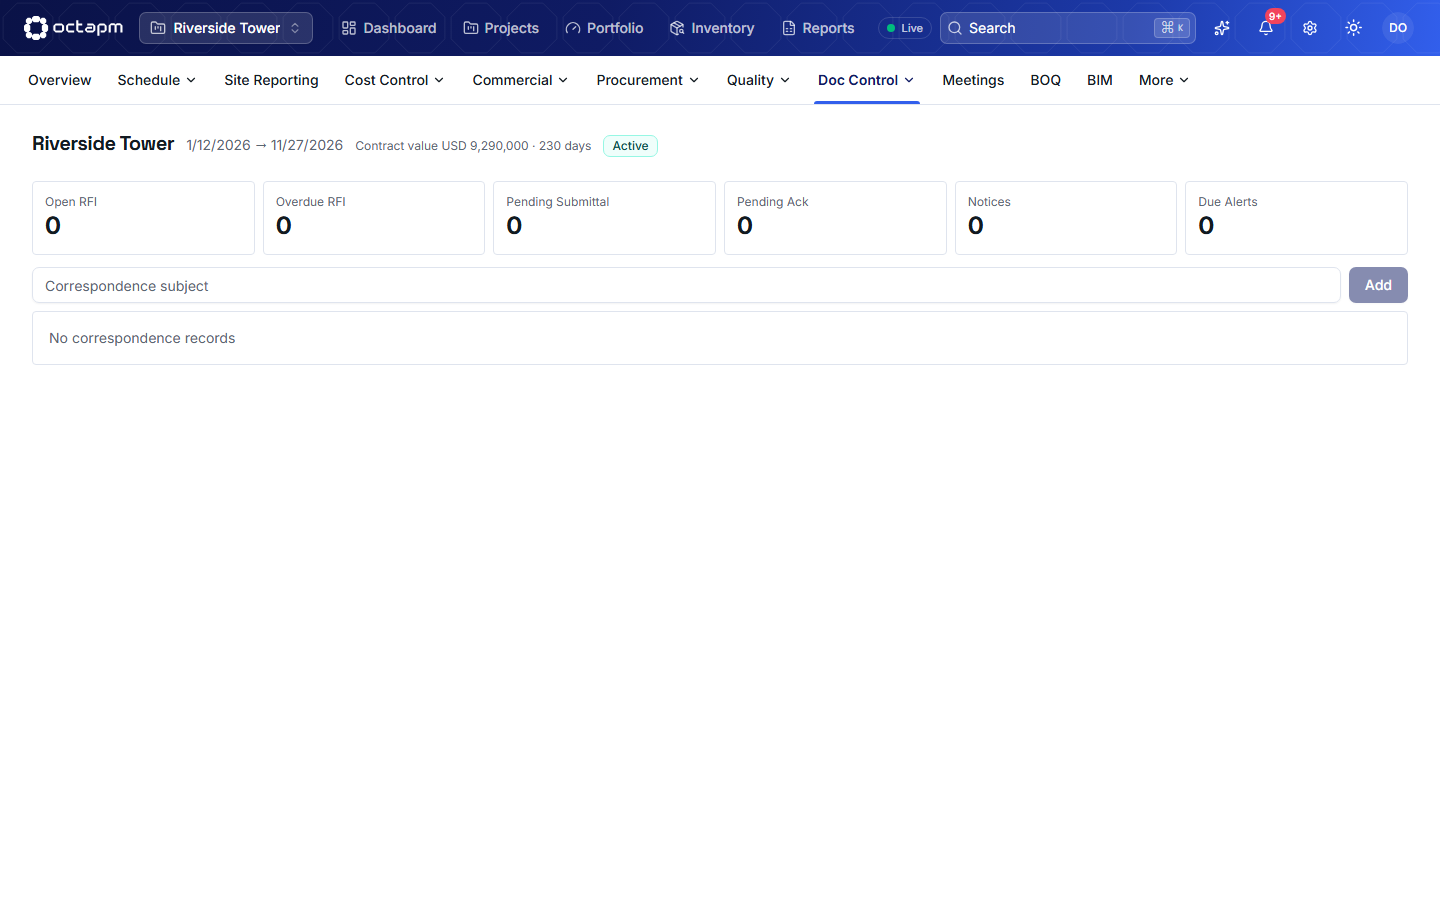 octapm
Riverside Tower
Dashboard
Projects
Portfolio
Inventory
Reports
Live
Search
⌘ K
9+
DO
Overview
Schedule
Site Reporting
Cost Control
Commercial
Procurement
Quality
Doc Control
Meetings
BOQ
BIM
More
Riverside Tower 1/12/2026 → 11/27/2026 Contract value USD 9,290,000 · 230 days Active
Open RFI
0
Overdue RFI
0
Pending Submittal
0
Pending Ack
0
Notices
0
Due Alerts
0
Correspondence subject
Add
No correspondence records